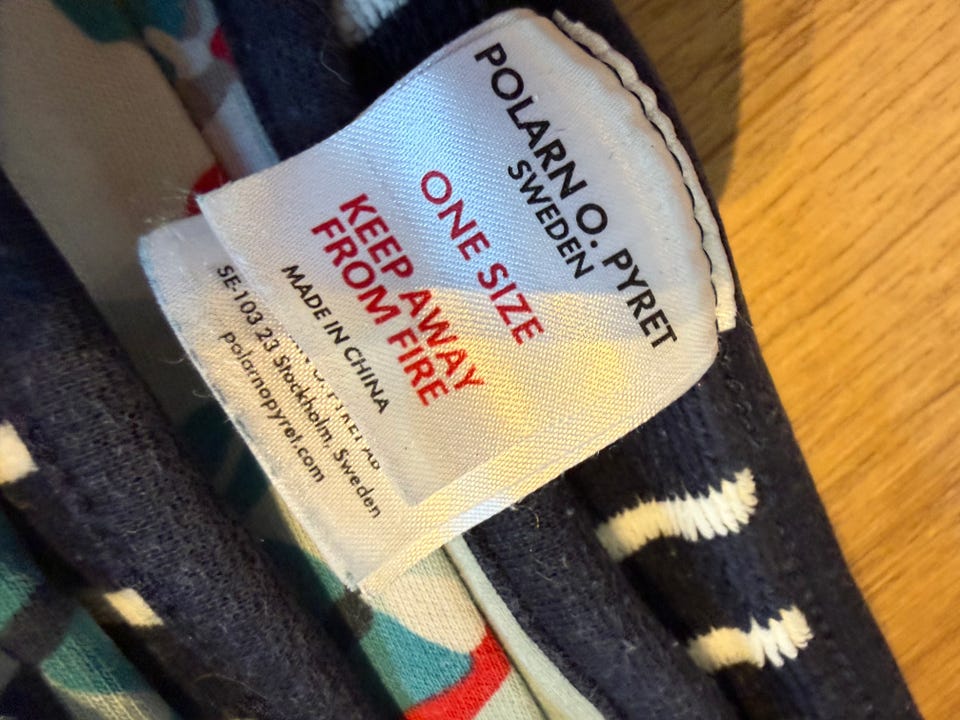 POLARN O. PYRET
SWEDEN
ONE SIZE
KEEP AWAY
FROM FIRE
MADE IN CHINA
SE-103 23 Stockholm, Sweden
polarnopyret.com